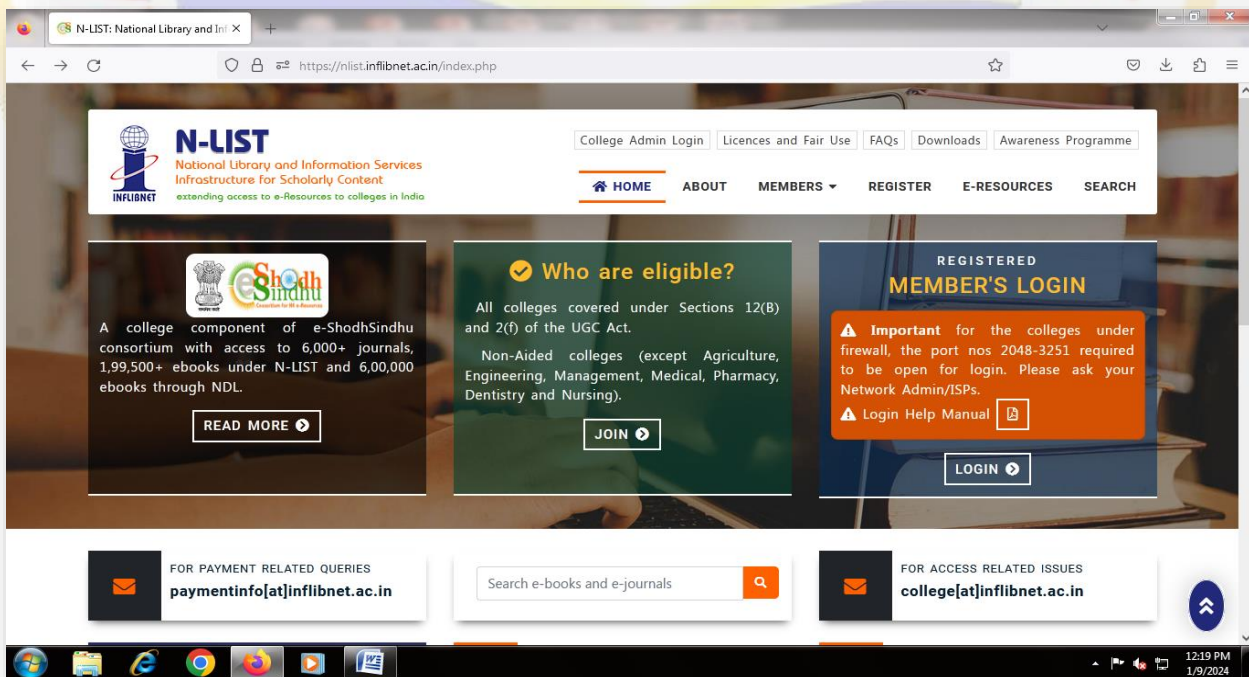 N-LIST: National Library and Inf
https://nlist.inflibnet.ac.in/index.php
INFLIBNET
N-LIST
National Library and Information Services
Infrastructure for Scholarly Content
extending access to e-Resources to colleges in India
College Admin Login Licences and Fair Use FAQs Downloads Awareness Programme
HOME ABOUT MEMBERS REGISTER E-RESOURCES SEARCH
e-Shodh
Sindhu
Consortium for HE e-Resources
A college component of e-ShodhSindhu
consortium with access to 6,000+ journals,
1,99,500+ ebooks under N-LIST and 6,00,000
ebooks through NDL.
READ MORE
Who are eligible?
All colleges covered under Sections 12(B)
and 2(f) of the UGC Act.
Non-Aided colleges (except Agriculture,
Engineering, Management, Medical, Pharmacy,
Dentistry and Nursing).
JOIN
REGISTERED
MEMBER'S LOGIN
Important for the colleges under
firewall, the port nos 2048-3251 required
to be open for login. Please ask your
Network Admin/ISPs.
Login Help Manual
LOGIN
FOR PAYMENT RELATED QUERIES
paymentinfo[at]inflibnet.ac.in
Search e-books and e-journals
FOR ACCESS RELATED ISSUES
college[at]inflibnet.ac.in
12:19 PM
1/9/2024